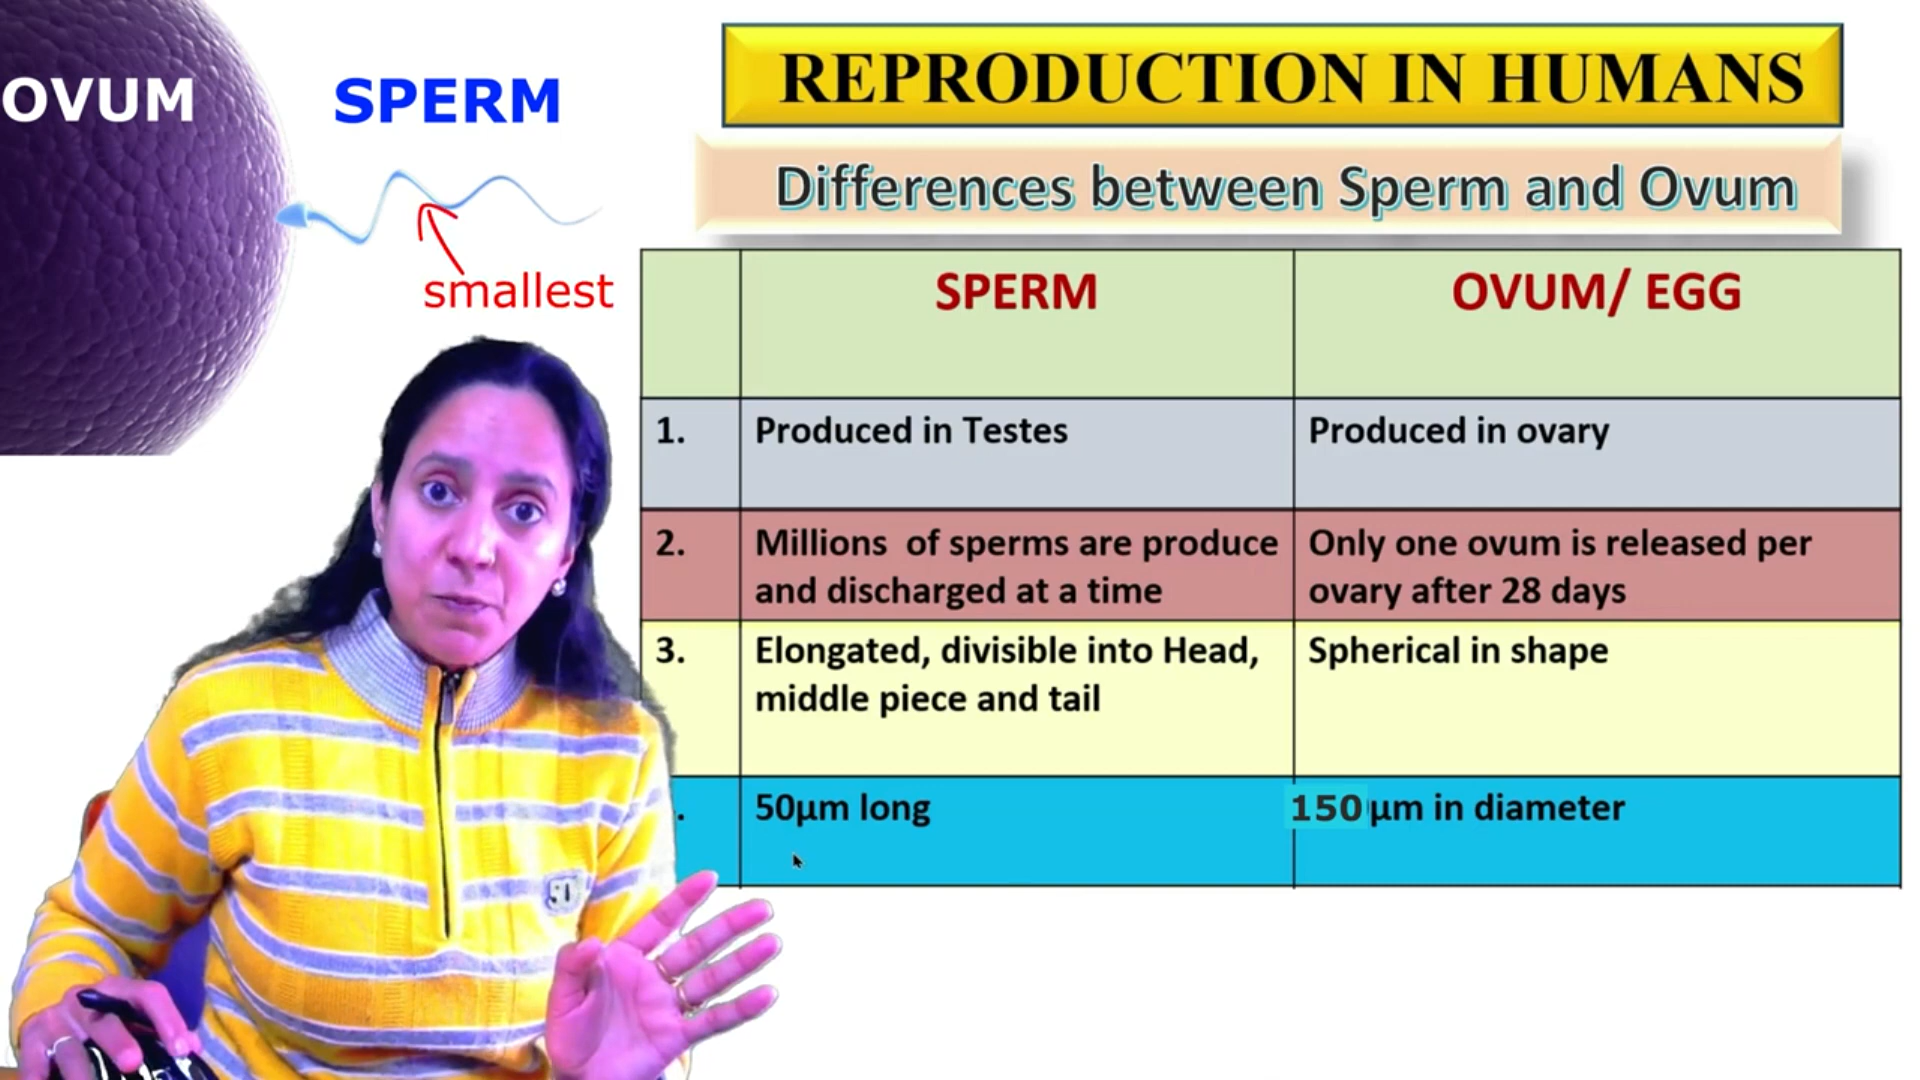 OVUM
SPERM
smallest
REPRODUCTION IN HUMANS
Differences between Sperm and Ovum
SPERM
OVUM/ EGG
1.
Produced in Testes
Produced in ovary
2.
Millions of sperms are produce
and discharged at a time
Only one ovum is released per
ovary after 28 days
3.
Elongated, divisible into Head,
middle piece and tail
Spherical in shape
50µm long
150 µm in diameter